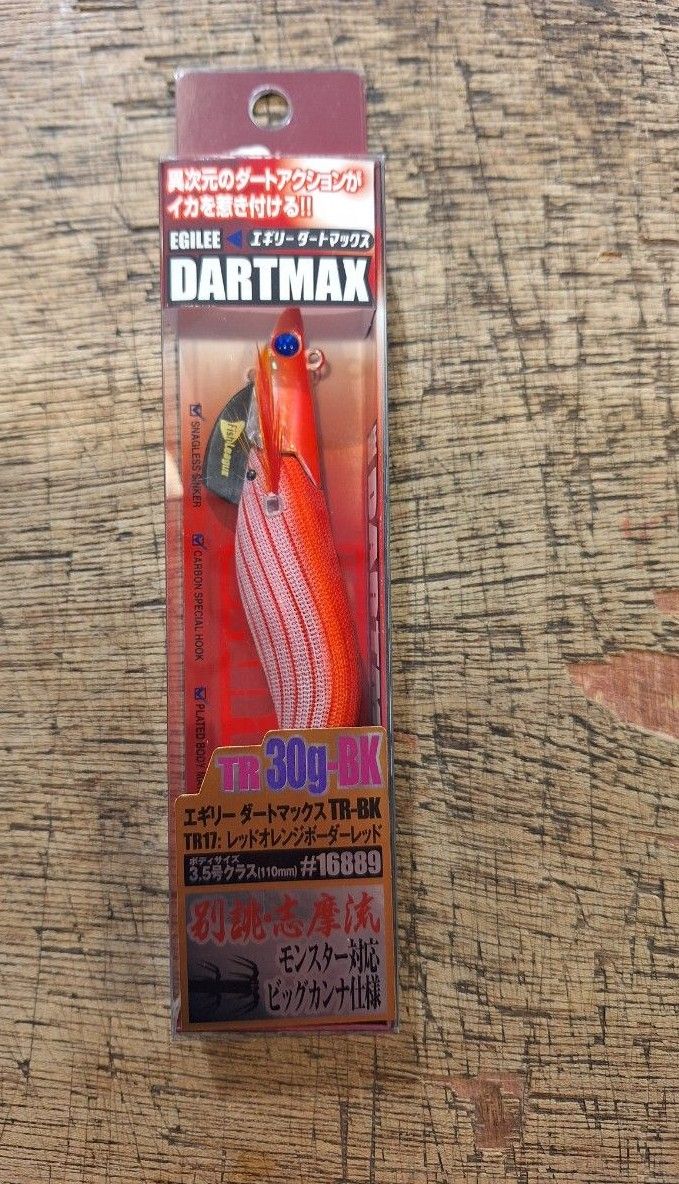 異次元のダートアクションが
イカを惹き付ける!!
EGILEE エギリー ダートマックス
DARTMAX
Fish League
SNAGLESS SINKER
CARBON SPECIAL HOOK
PLATED BODY
TR 30g-BK
エギリー ダートマックス TR-BK
TR17: レッドオレンジボーダーレッド
ボディサイズ
3.5号クラス(110mm) #16889
別誂・志摩流
モンスター対応
ビッグカンナ仕様